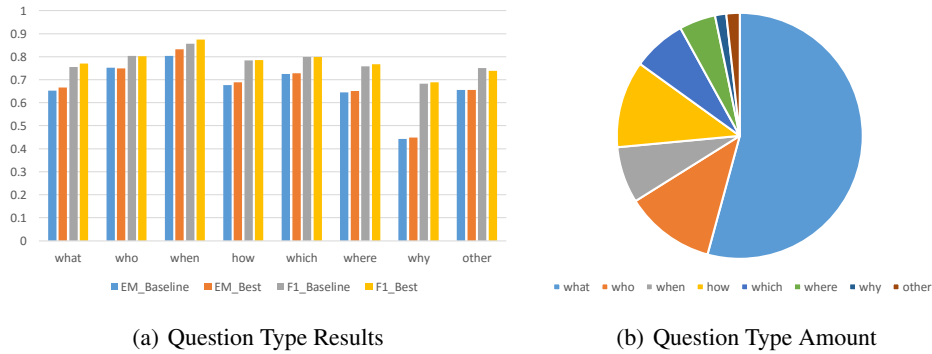 1
0.9
0.8
0.7
0.6
0.5
0.4
0.3
0.2
0.1
0
what who when how which where why other
EM_Baseline EM_Best F1_Baseline F1_Best
(a) Question Type Results
what who when how which where why other
(b) Question Type Amount